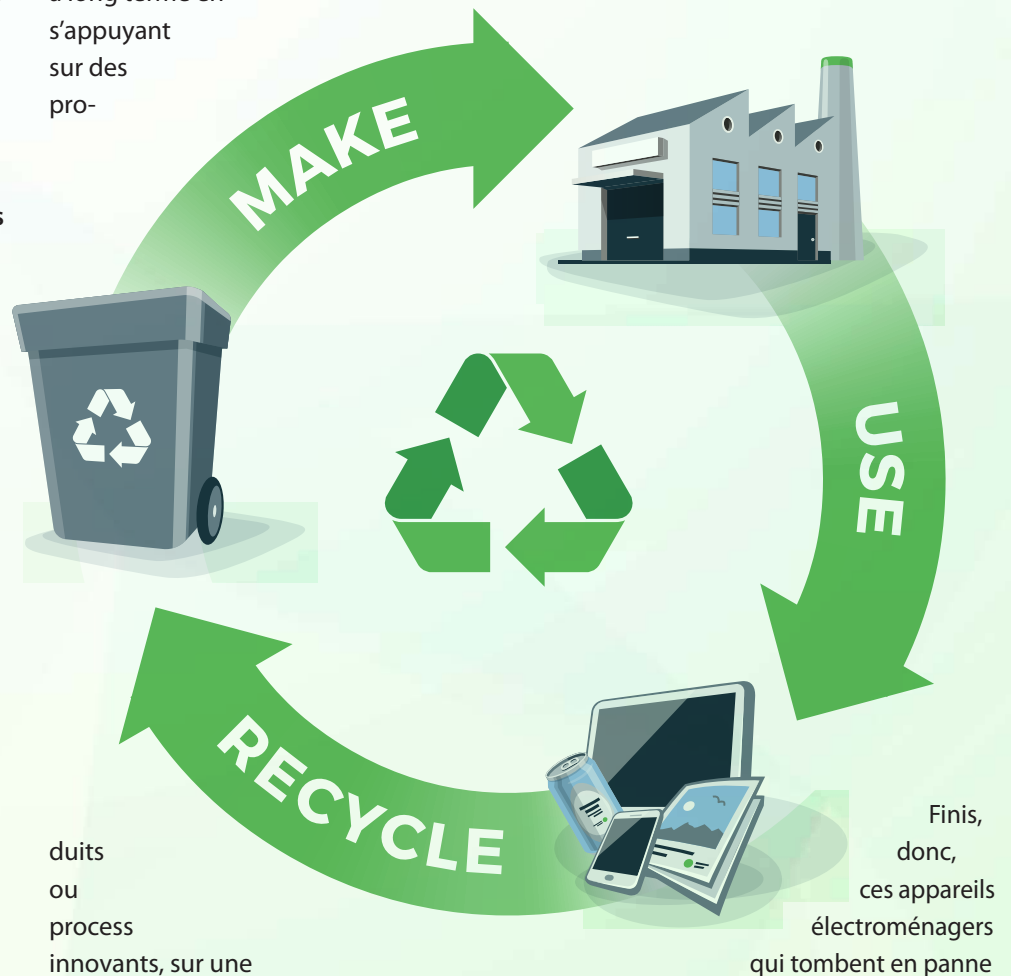 s'appuyant
sur des
pro-
s
MAKE
USE
RECYCLE
duits
ou
process
innovants, sur une
Finis,
donc,
ces appareils
électroménagers
qui tombent en panne